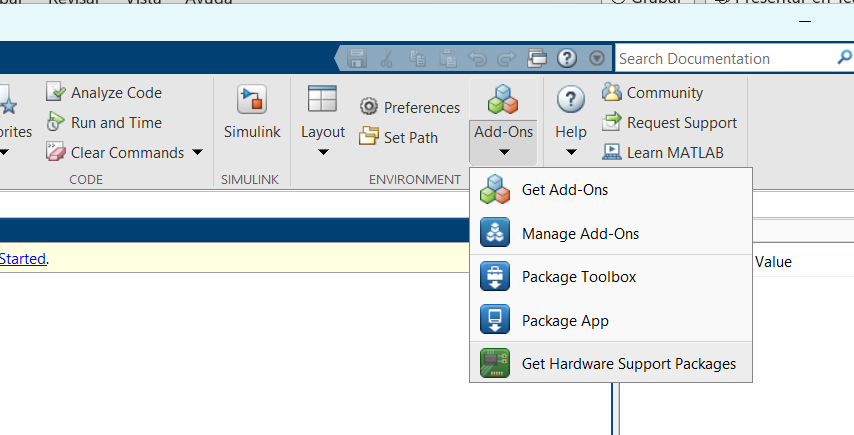 Revisar Vista Ayuda Grabar Presentar en Te
Search Documentation
Analyze Code
Run and Time
Clear Commands
CODE
Simulink
SIMULINK
Layout
Preferences
Set Path
ENVIRONMENT
Add-Ons
Help
Community
Request Support
Learn MATLAB
Get Add-Ons
Manage Add-Ons
Package Toolbox
Package App
Get Hardware Support Packages
Started.
Value